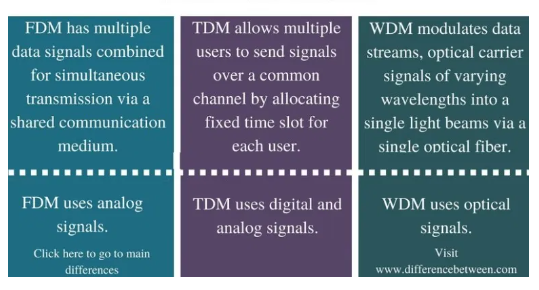 FDM has multiple
data signals combined
for simultaneous
transmission via a
shared communication
medium.
TDM allows multiple
users to send signals
over a common
channel by allocating
fixed time slot for
each user.
WDM modulates data
streams, optical carrier
signals of varying
wavelengths into a
single light beams via a
single optical fiber.
FDM uses analog
signals.
Click here to go to main
differences
TDM uses digital and
analog signals.
WDM uses optical
signals.
Visit
www.differencebetween.com